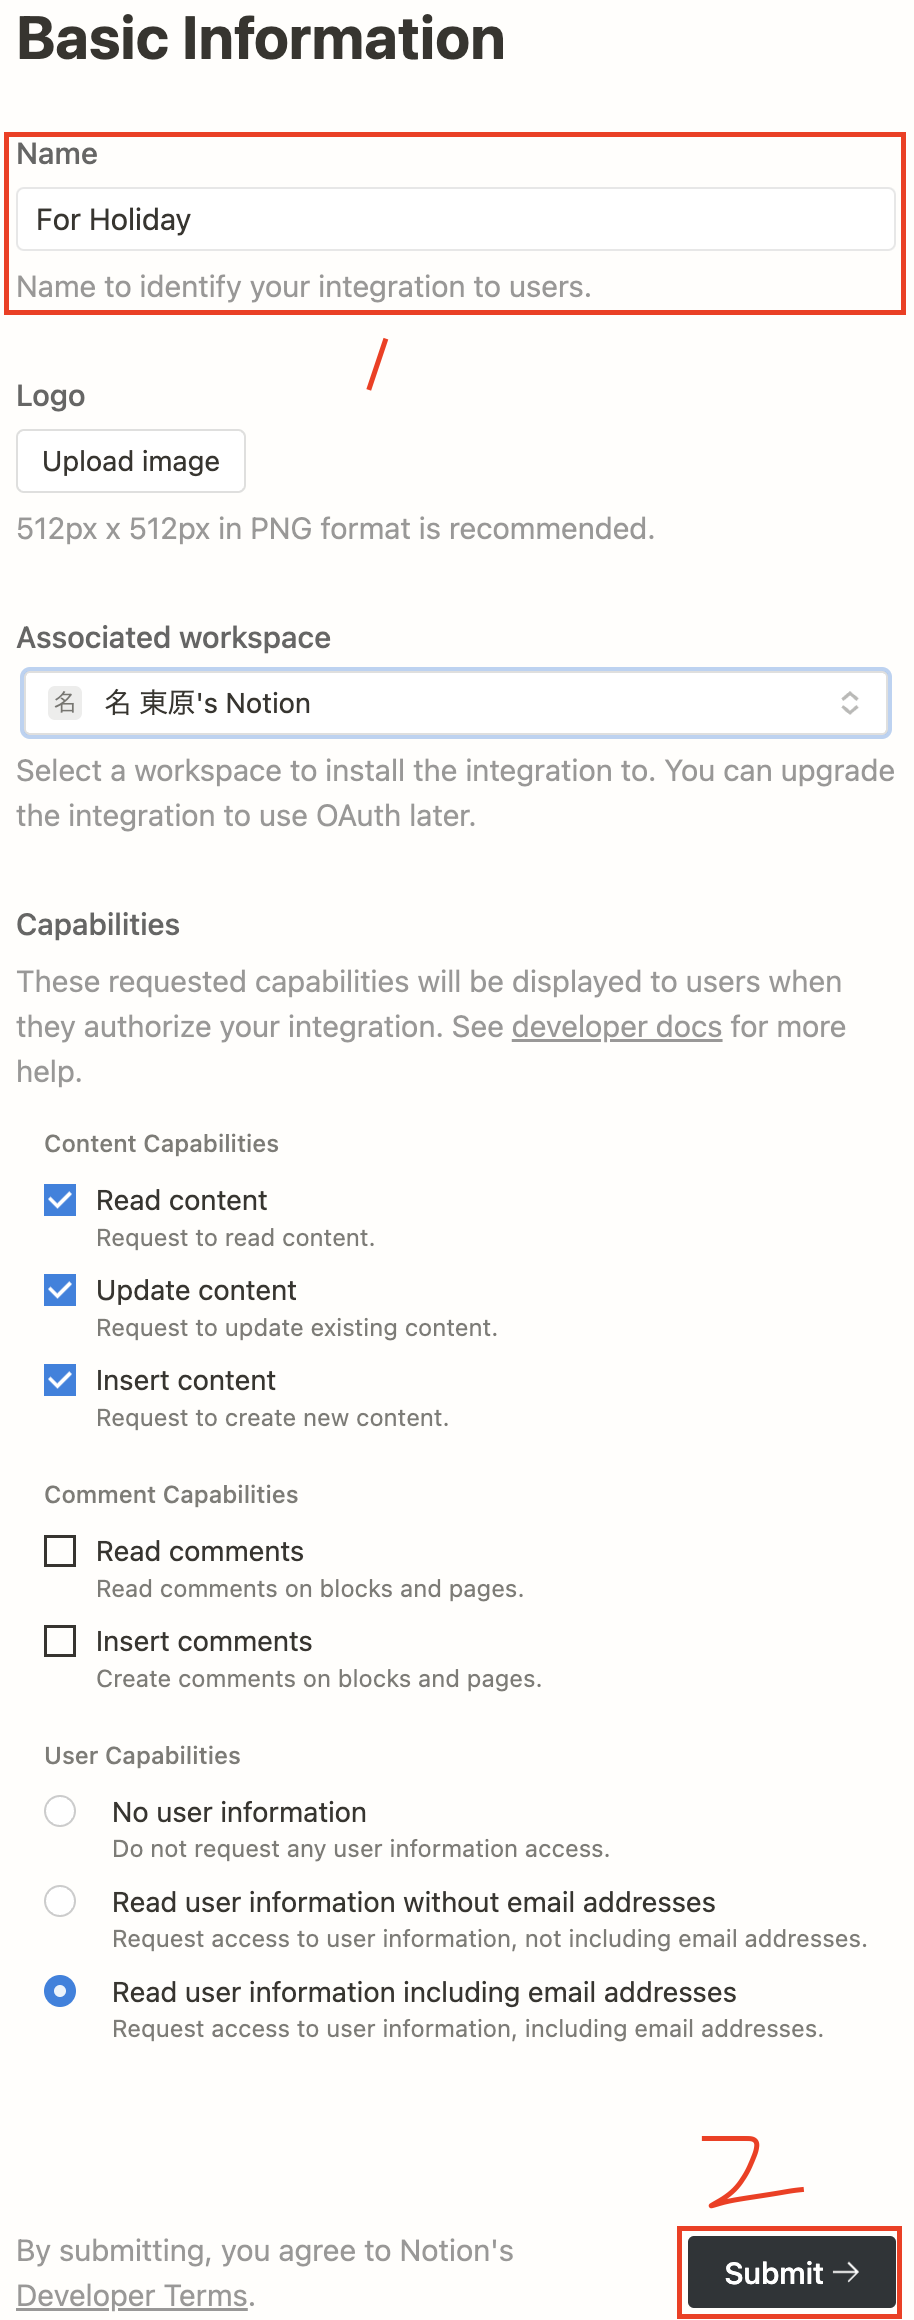 Basic Information
Name
For Holiday
Name to identify your integration to users.
1
Logo
Upload image
512px x 512px in PNG format is recommended.
Associated workspace
名 名 東原's Notion
Select a workspace to install the integration to. You can upgrade
the integration to use OAuth later.
Capabilities
These requested capabilities will be displayed to users when
they authorize your integration. See developer docs for more
help.
Content Capabilities
Read content
Request to read content.
Update content
Request to update existing content.
Insert content
Request to create new content.
Comment Capabilities
Read comments
Read comments on blocks and pages.
Insert comments
Create comments on blocks and pages.
User Capabilities
No user information
Do not request any user information access.
Read user information without email addresses
Request access to user information, not including email addresses.
Read user information including email addresses
Request access to user information, including email addresses.
2
By submitting, you agree to Notion's
Developer Terms.
Submit →